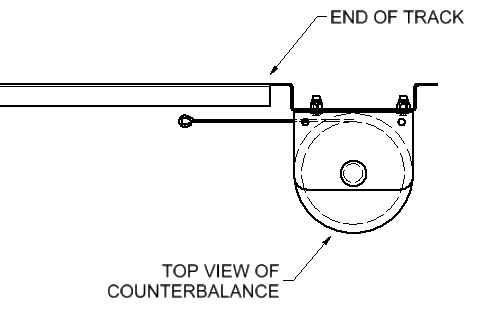 END OF TRACK
TOP VIEW OF
COUNTERBALANCE